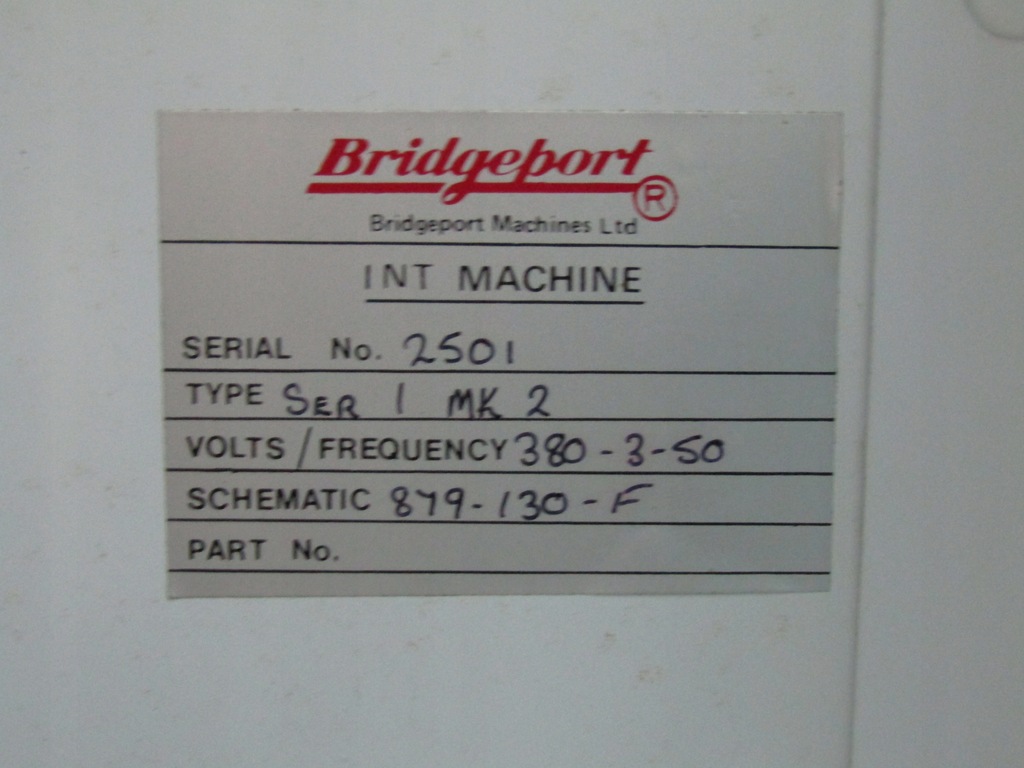 Bridgeport ®
Bridgeport Machines Ltd
INT MACHINE
SERIAL No. 2501
TYPE SER 1 MK 2
VOLTS / FREQUENCY 380-3-50
SCHEMATIC 879-130-F
PART No.